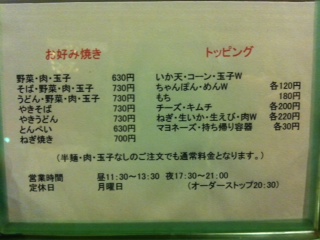 お好み焼き
野菜・肉・玉子 630円
そば・野菜・肉・玉子 730円
うどん・野菜・肉・玉子 730円
やきそば 730円
やきうどん 730円
とんぺい 630円
ねぎ焼き 700円
トッピング
いか天・コーン・玉子W
ちゃんぽん・めんW 各120円
もち 180円
チーズ・キムチ 各200円
ねぎ・生いか・生えび・肉W 各220円
マヨネーズ・持ち帰り容器 各30円
(半麺・肉・玉子なしのご注文でも通常料金となります。)
営業時間 昼11:30~13:30 夜17:30~21:00
定休日 月曜日 (オーダーストップ20:30)